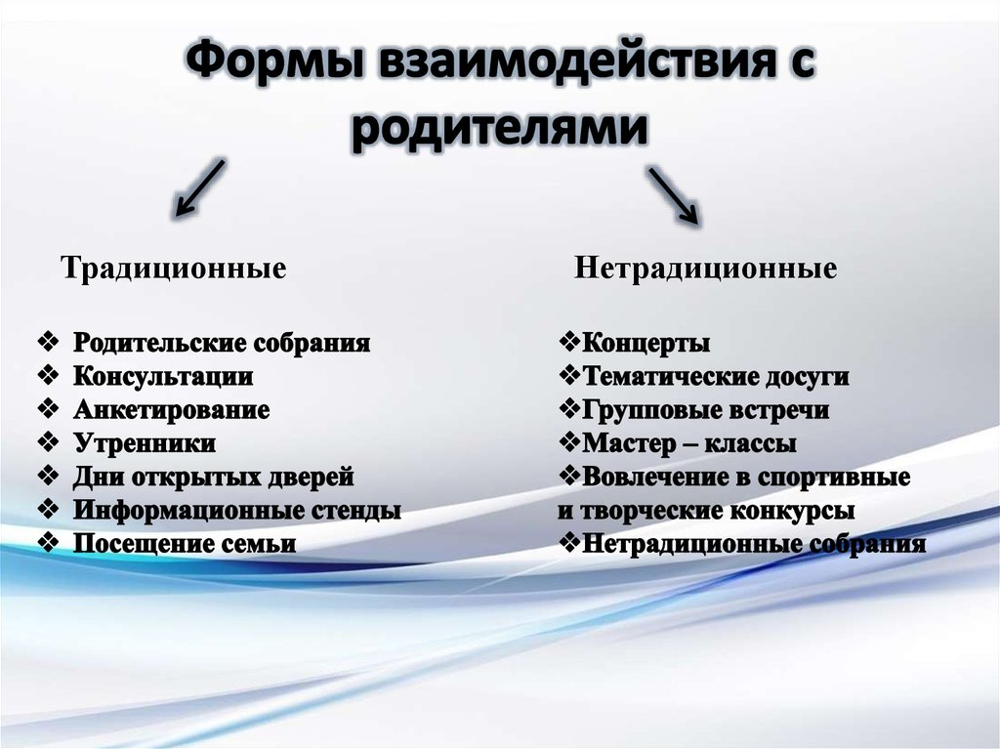 Формы взаимодействия с
родителями
Традиционные
❖ Родительские собрания
❖ Консультации
❖ Анкетирование
❖ Утренники
❖ Дни открытых дверей
❖ Информационные стенды
❖ Посещение семьи
Нетрадиционные
❖Концерты
❖Тематические досуги
❖Групповые встречи
❖Мастер – классы
❖Вовлечение в спортивные
и творческие конкурсы
❖Нетрадиционные собрания